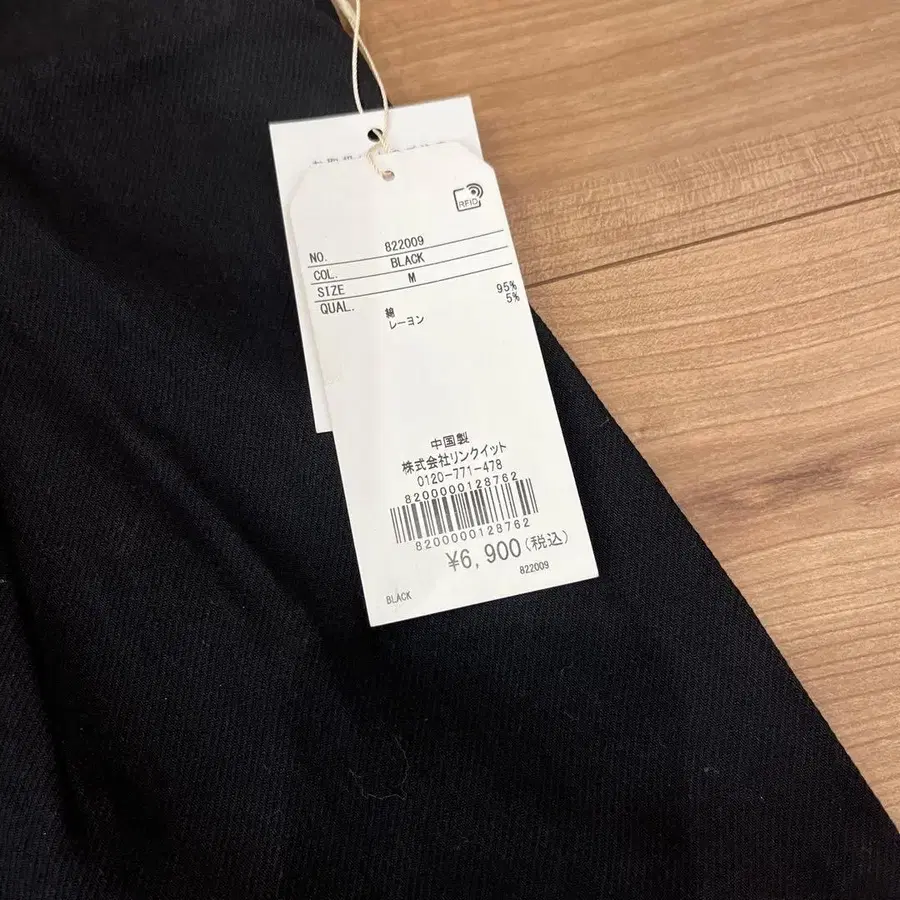 RFID
NO. 822009
COL. BLACK
SIZE M
QUAL. 綿 95%
レーヨン 5%
中国製
株式会社リンクイット
0120-771-478
8200000128762
8200000128762
¥6,900(税込)
BLACK 822009